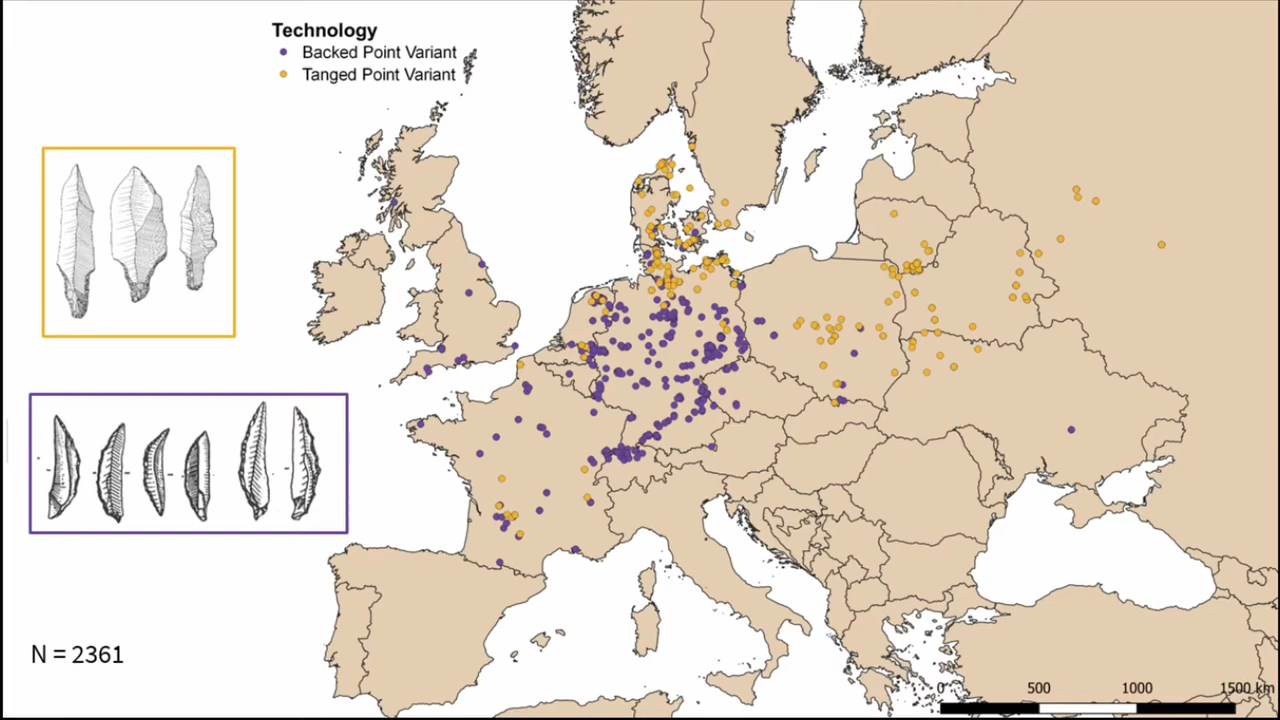 Technology
Backed Point Variant
Tanged Point Variant
N = 2361
0 500 1000 1500 km